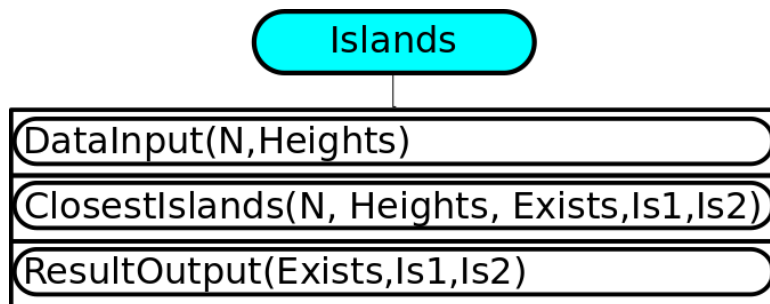 Islands
DataInput(N,Heights)
ClosestIslands(N, Heights, Exists,Is1,Is2)
ResultOutput(Exists,Is1,Is2)